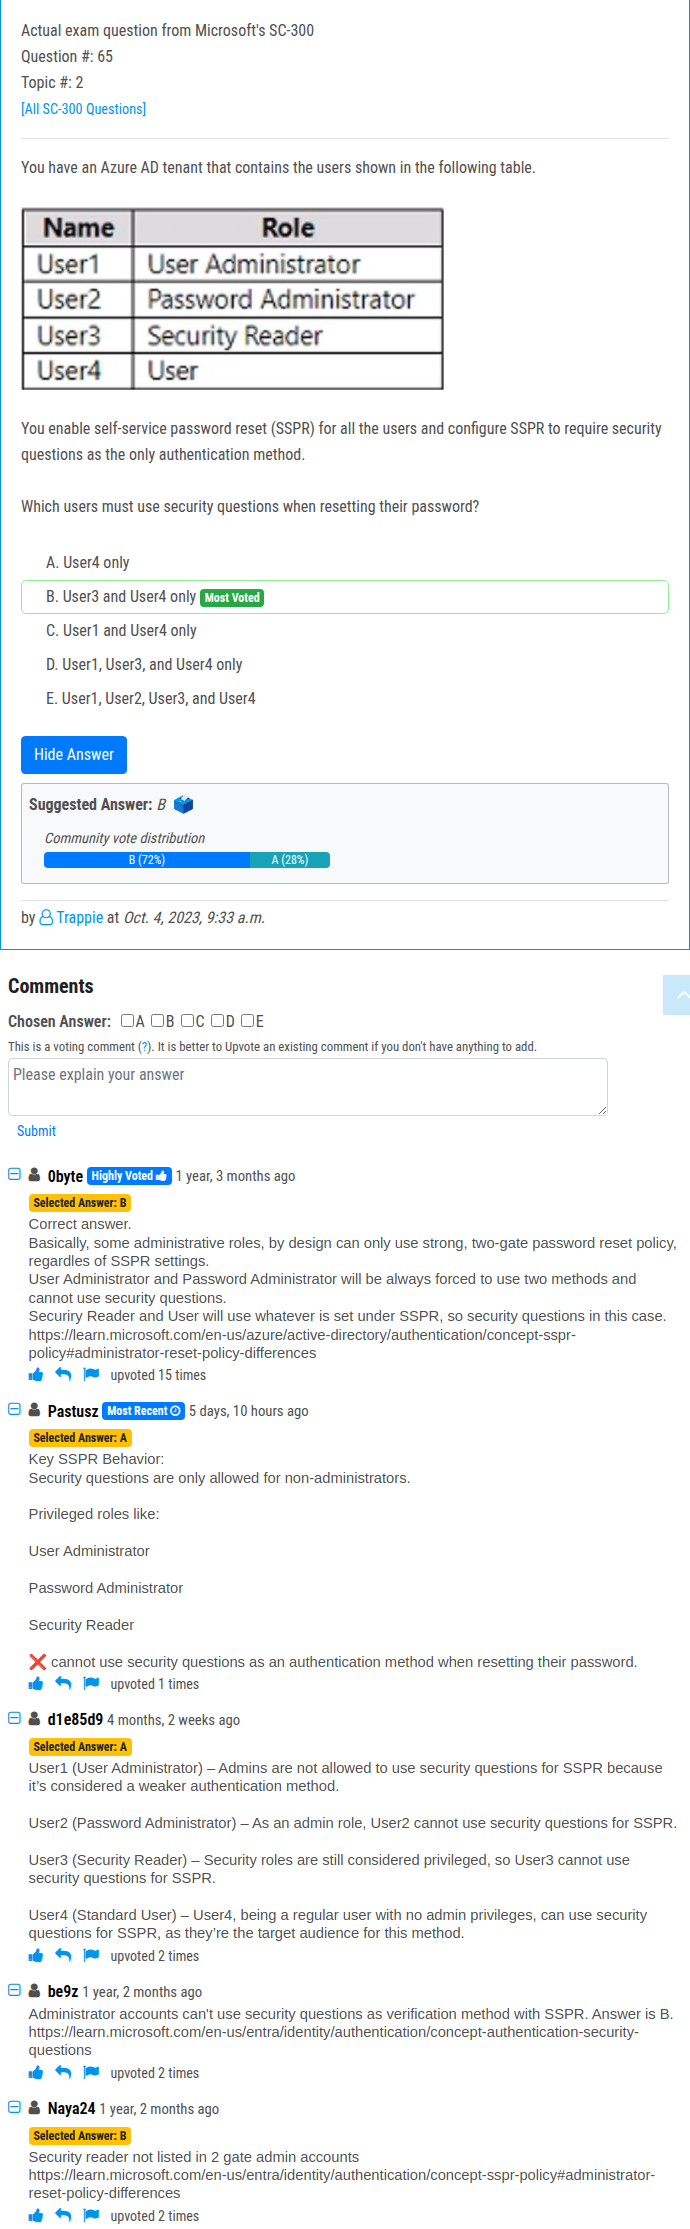 Actual exam question from Microsoft's SC-300
Question #: 65
Topic #: 2
[All SC-300 Questions]
You have an Azure AD tenant that contains the users shown in the following table.
Name Role
User1 User Administrator
User2 Password Administrator
User3 Security Reader
User4 User
You enable self-service password reset (SSPR) for all the users and configure SSPR to require security
questions as the only authentication method.
Which users must use security questions when resetting their password?
A. User4 only
B. User3 and User4 only Most Voted
C. User1 and User4 only
D. User1, User3, and User4 only
E. User1, User2, User3, and User4
Hide Answer
Suggested Answer: B
Community vote distribution
B (72%) A (28%)
by Trappie at Oct. 4, 2023, 9:33 a.m.
Comments
Chosen Answer: A B C D E
This is a voting comment (?). It is better to Upvote an existing comment if you don't have anything to add.
Please explain your answer
Submit
0byte Highly Voted 1 year, 3 months ago
Selected Answer: B
Correct answer.
Basically, some administrative roles, by design can only use strong, two-gate password reset policy,
regardles of SSPR settings.
User Administrator and Password Administrator will be always forced to use two methods and
cannot use security questions.
Securiry Reader and User will use whatever is set under SSPR, so security questions in this case.
https://learn.microsoft.com/en-us/azure/active-directory/authentication/concept-sspr-
policy#administrator-reset-policy-differences
upvoted 15 times
Pastusz Most Recent 5 days, 10 hours ago
Selected Answer: A
Key SSPR Behavior:
Security questions are only allowed for non-administrators.
Privileged roles like:
User Administrator
Password Administrator
Security Reader
❌ cannot use security questions as an authentication method when resetting their password.
upvoted 1 times
d1e85d9 4 months, 2 weeks ago
Selected Answer: A
User1 (User Administrator) – Admins are not allowed to use security questions for SSPR because
it's considered a weaker authentication method.
User2 (Password Administrator) – As an admin role, User2 cannot use security questions for SSPR.
User3 (Security Reader) – Security roles are still considered privileged, so User3 cannot use
security questions for SSPR.
User4 (Standard User) – User4, being a regular user with no admin privileges, can use security
questions for SSPR, as they're the target audience for this method.
upvoted 2 times
be9z 1 year, 2 months ago
Administrator accounts can't use security questions as verification method with SSPR. Answer is B.
https://learn.microsoft.com/en-us/entra/identity/authentication/concept-authentication-security-
questions
upvoted 2 times
Naya24 1 year, 2 months ago
Selected Answer: B
Security reader not listed in 2 gate admin accounts
https://learn.microsoft.com/en-us/entra/identity/authentication/concept-sspr-policy#administrator-
reset-policy-differences
upvoted 2 times